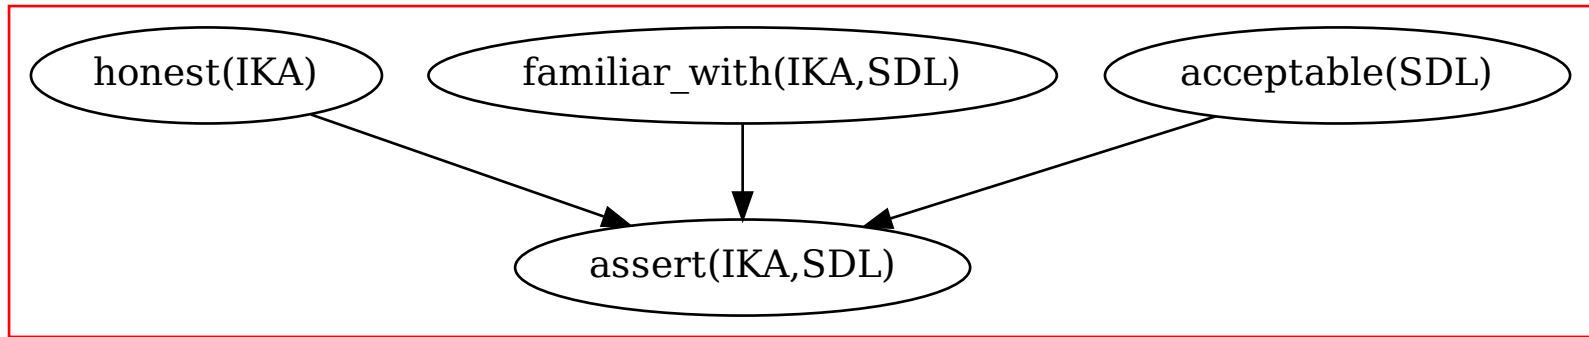 honest(IKA)
familiar_with(IKA,SDL)
acceptable(SDL)
assert(IKA,SDL)